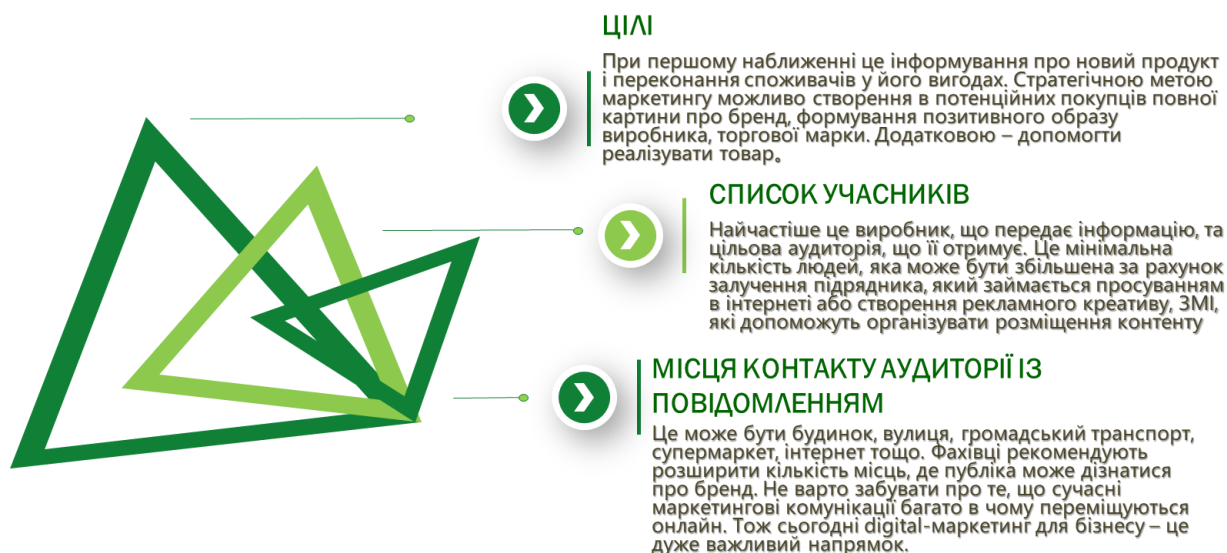 ЦІЛІ
При першому наближенні це інформування про новий продукт
і переконання споживачів у його вигодах. Стратегічною метою
маркетингу можливо створення в потенційних покупців повної
картини про бренд, формування позитивного образу
виробника, торгової марки. Додатковою – допомогти
реалізувати товар。
СПИСОК УЧАСНИКІВ
Найчастіше це виробник, що передає інформацію, та
цільова аудиторія, що її отримує. Це мінімальна
кількість людей, яка може бути збільшена за рахунок
залучення підрядника, який займається просуванням
в інтернеті або створення рекламного креативу, ЗМІ,
які допоможуть організувати розміщення контенту
МІСЦЯ КОНТАКТУ АУДИТОРІЇ ІЗ
ПОВІДОМЛЕННЯМ
Це може бути будинок, вулиця, громадський транспорт,
супермаркет, інтернет тощо. Фахівці рекомендують
розширити кількість місць, де публіка може дізнатися
про бренд. Не варто забувати про те, що сучасні
маркетингові комунікації багато в чому переміщуються
онлайн. Тож сьогодні digital-маркетинг для бізнесу – це
дуже важливий напрямок.